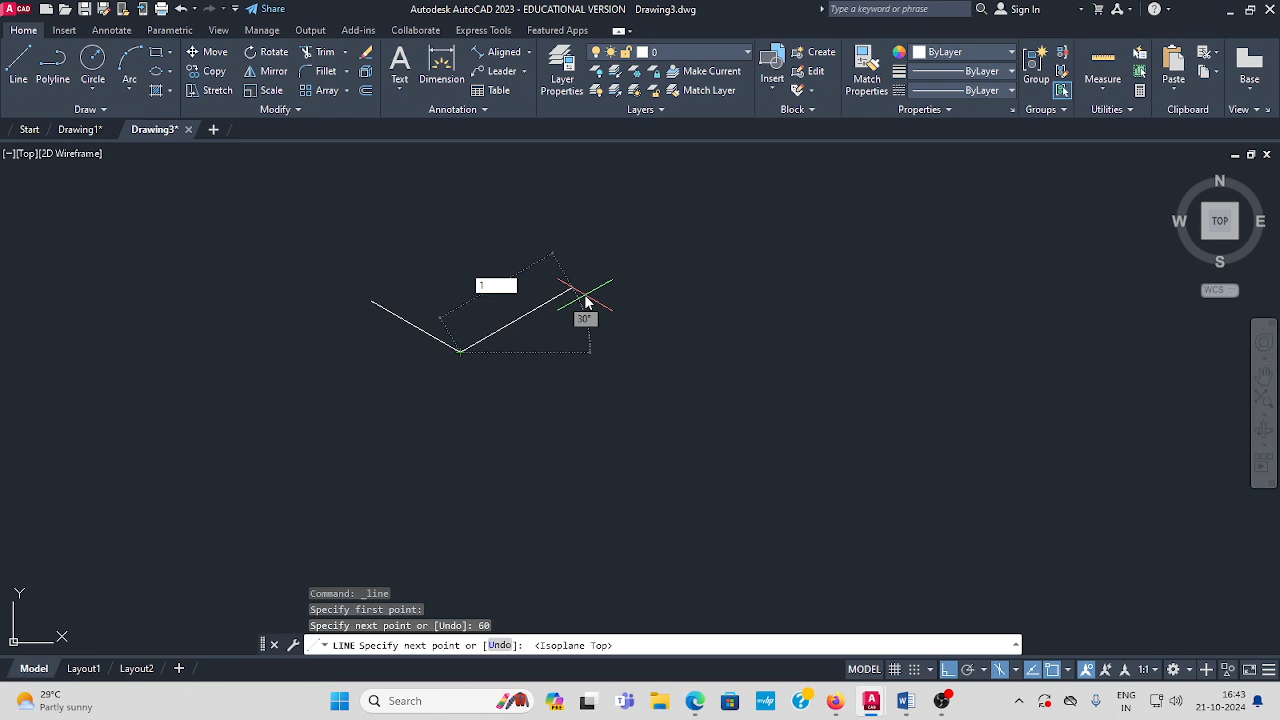 Share
Autodesk AutoCAD 2023 - EDUCATIONAL VERSION Drawing3.dwg
Type a keyword or phrase
Sign In
Home Insert Annotate Parametric View Manage Output Add-ins Collaborate Express Tools Featured Apps
Line Polyline Circle Arc
Move Rotate Trim
Copy Mirror Fillet
Stretch Scale Array
Text Dimension
Aligned
Leader
Table
Layer Properties
0
Make Current
Match Layer
Insert
Create
Edit
Match Properties
ByLayer
ByLayer
ByLayer
Group Measure Paste Base
Draw Modify Annotation Layers Block Properties Groups Utilities Clipboard View
Start Drawing1* Drawing3*
[−][Top][2D Wireframe]
N
W TOP E
S
WCS
1
30°
Y
X
Command: _line
Specify first point:
Specify next point or [Undo]: 60
LINE Specify next point or [Undo]: <Isoplane Top>
Model Layout1 Layout2
MODEL
1:1
29°C
Partly sunny
Search
ENG
IN
16:43
21-10-2024